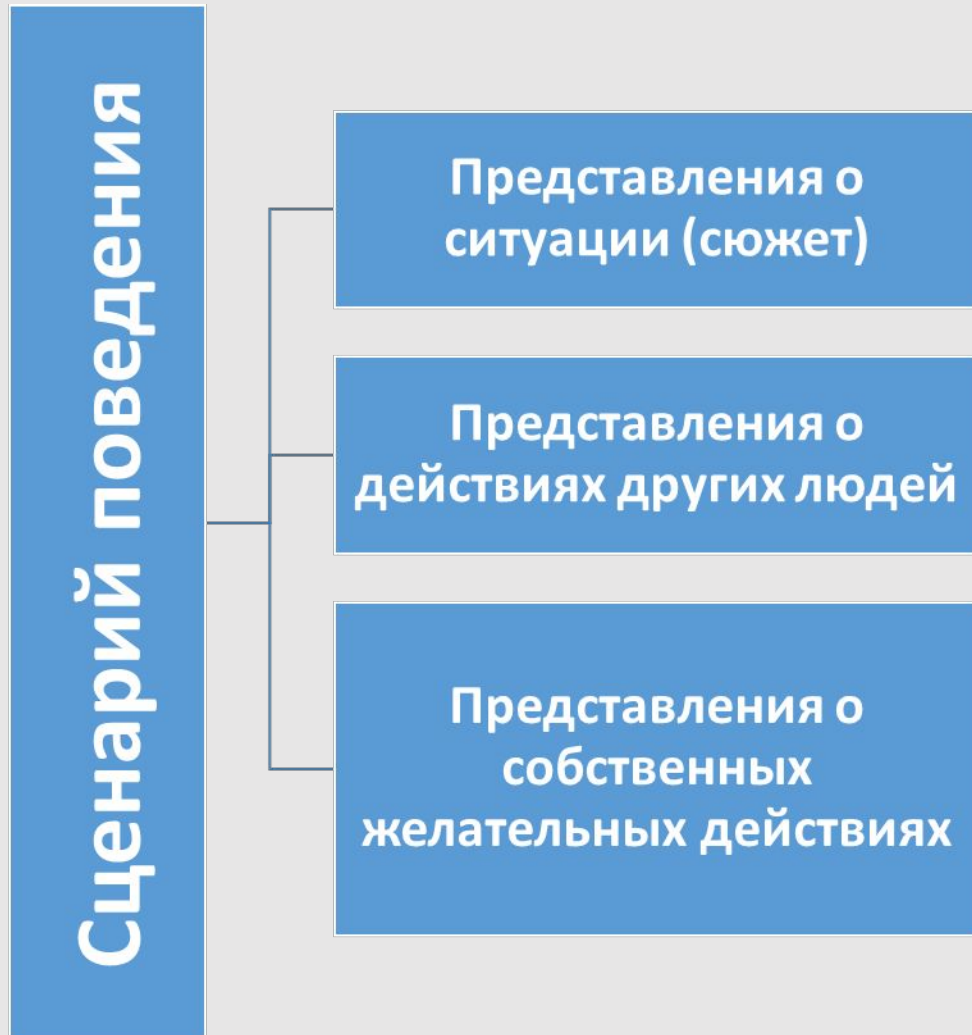 Сценарий поведения
Представления о
ситуации (сюжет)
Представления о
действиях других людей
Представления о
собственных
желательных действиях